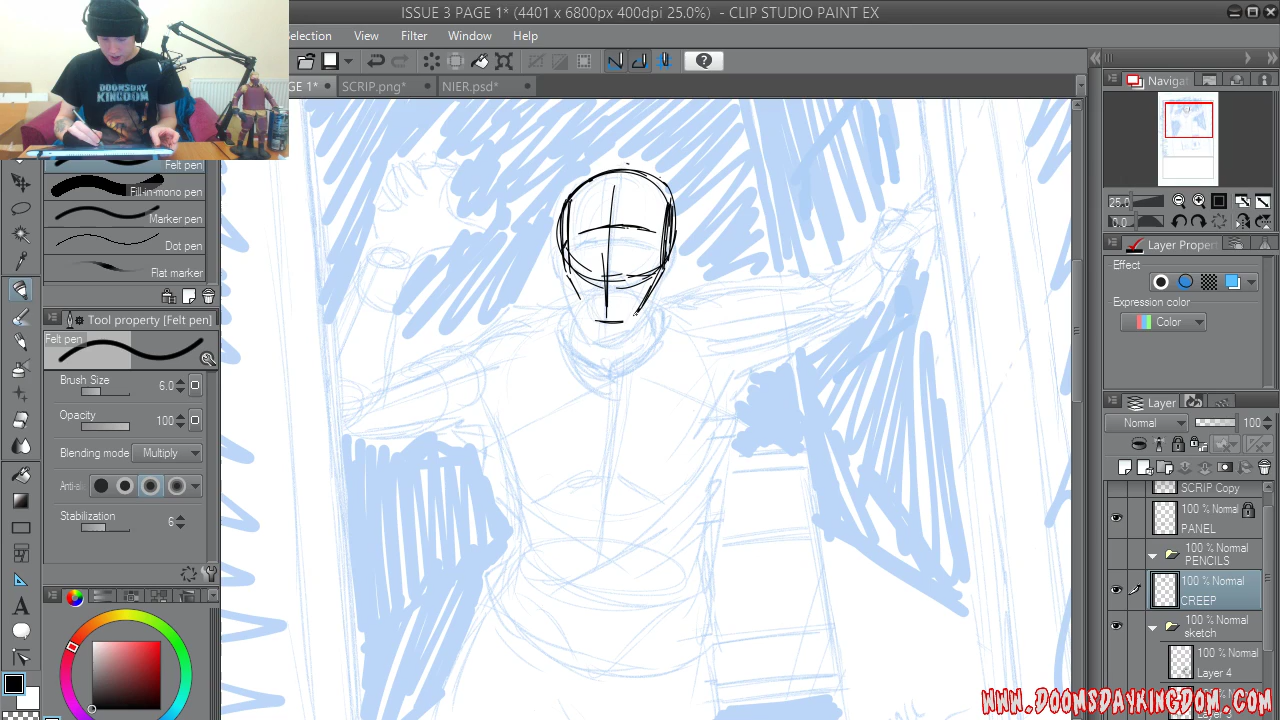 ISSUE 3 PAGE 1* (4401 x 6800px 400dpi 25.0%) - CLIP STUDIO PAINT EX
Selection View Filter Window Help
GE 1* SCRIP.png* NIER.psd*
DOOMSDAY
KINGDOM
Felt pen
Fill-in-mono pen
Marker pen
Dot pen
Flat marker
Tool property [Felt pen]
Felt pen
Brush Size 6.0
Opacity 100
Blending mode Multiply
Anti-al
Stabilization 6
Navigat
25.0
0.0
Layer Propert
Effect
Expression color
Color
Layer
Normal 100
SCRIP Copy
100 % Normal
PANEL
100 % Normal
PENCILS
100 % Normal
CREEP
100 % Normal
sketch
100 % Normal
Layer 4
www.DOOMSDAYKINGDOM.com